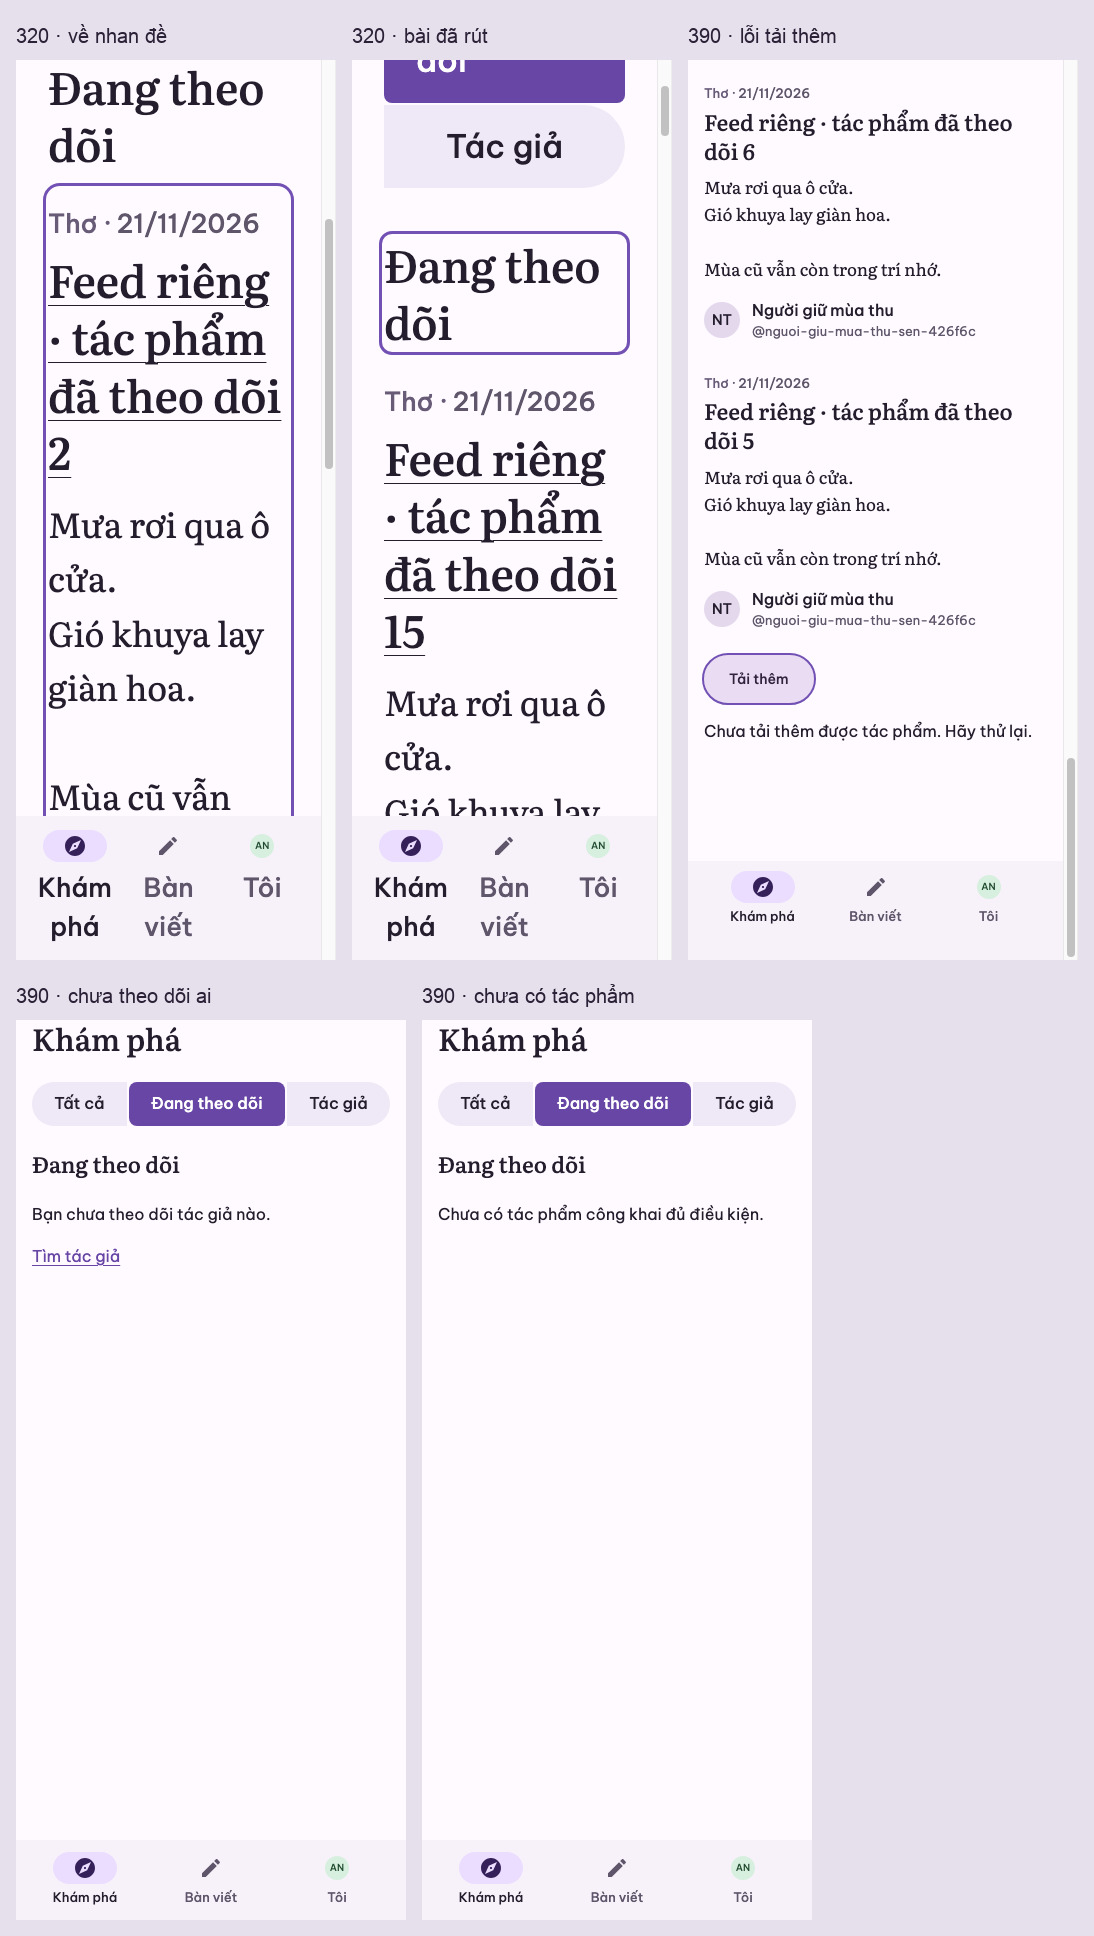 320 · về nhan đề
Đang theo
dõi
Thơ · 21/11/2026
Feed riêng
· tác phẩm
đã theo dõi
2
Mưa rơi qua ô
cửa.
Gió khuya lay
giàn hoa.
Mùa cũ vẫn
Khám
phá
Bàn
viết
AN
Tôi
320 · bài đã rút
dõi
Tác giả
Đang theo
dõi
Thơ · 21/11/2026
Feed riêng
· tác phẩm
đã theo dõi
15
Mưa rơi qua ô
cửa.
Gió khuya lay
Khám
phá
Bàn
viết
AN
Tôi
390 · lỗi tải thêm
Thơ · 21/11/2026
Feed riêng · tác phẩm đã theo
dõi 6
Mưa rơi qua ô cửa.
Gió khuya lay giàn hoa.
Mùa cũ vẫn còn trong trí nhớ.
NT
Người giữ mùa thu
@nguoi-giu-mua-thu-sen-426f6c
Thơ · 21/11/2026
Feed riêng · tác phẩm đã theo
dõi 5
Mưa rơi qua ô cửa.
Gió khuya lay giàn hoa.
Mùa cũ vẫn còn trong trí nhớ.
NT
Người giữ mùa thu
@nguoi-giu-mua-thu-sen-426f6c
Tải thêm
Chưa tải thêm được tác phẩm. Hãy thử lại.
Khám phá
Bàn viết
AN
Tôi
390 · chưa theo dõi ai
Khám phá
Tất cả
Đang theo dõi
Tác giả
Đang theo dõi
Bạn chưa theo dõi tác giả nào.
Tìm tác giả
Khám phá
Bàn viết
AN
Tôi
390 · chưa có tác phẩm
Khám phá
Tất cả
Đang theo dõi
Tác giả
Đang theo dõi
Chưa có tác phẩm công khai đủ điều kiện.
Khám phá
Bàn viết
AN
Tôi